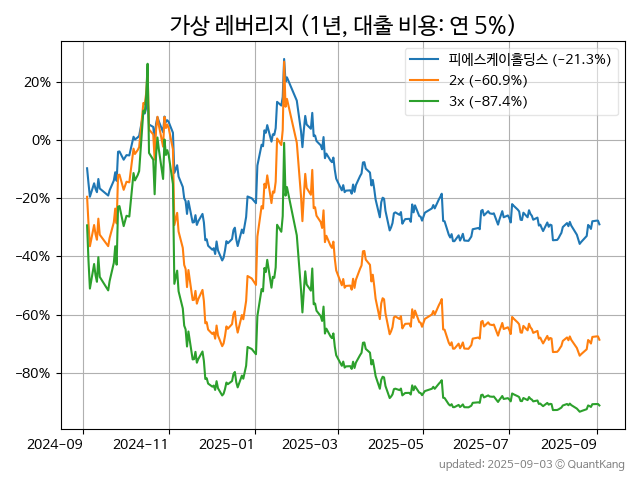 가상 레버리지 (1년, 대출 비용: 연 5%)
피에스케이홀딩스 (−21.3%)
2x (−60.9%)
3x (−87.4%)
20%
0%
−20%
−40%
−60%
−80%
2024-09 2024-11 2025-01 2025-03 2025-05 2025-07 2025-09
updated: 2025-09-03 © QuantKang